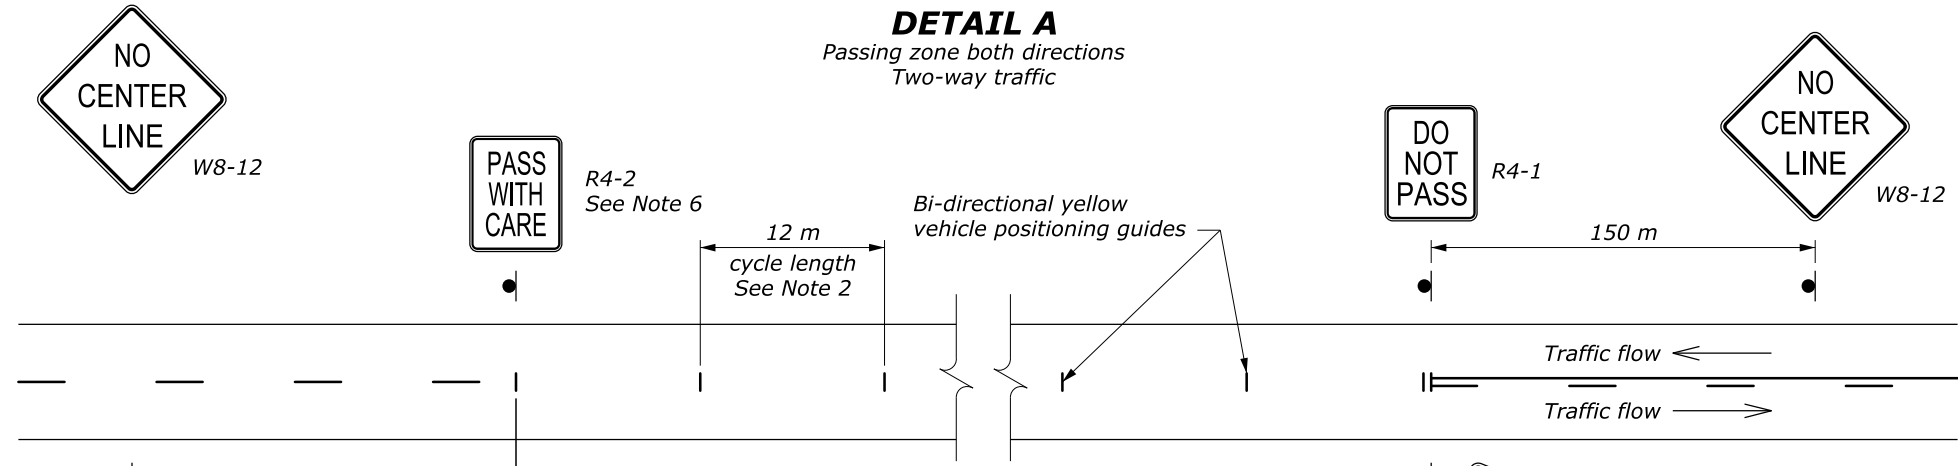 DETAIL A
Passing zone both directions
Two-way traffic
NO
CENTER
LINE
W8-12
PASS
WITH
CARE
R4-2
See Note 6
12 m
cycle length
See Note 2
Bi-directional yellow
vehicle positioning guides
DO
NOT
PASS
R4-1
NO
CENTER
LINE
W8-12
150 m
Traffic flow
Traffic flow